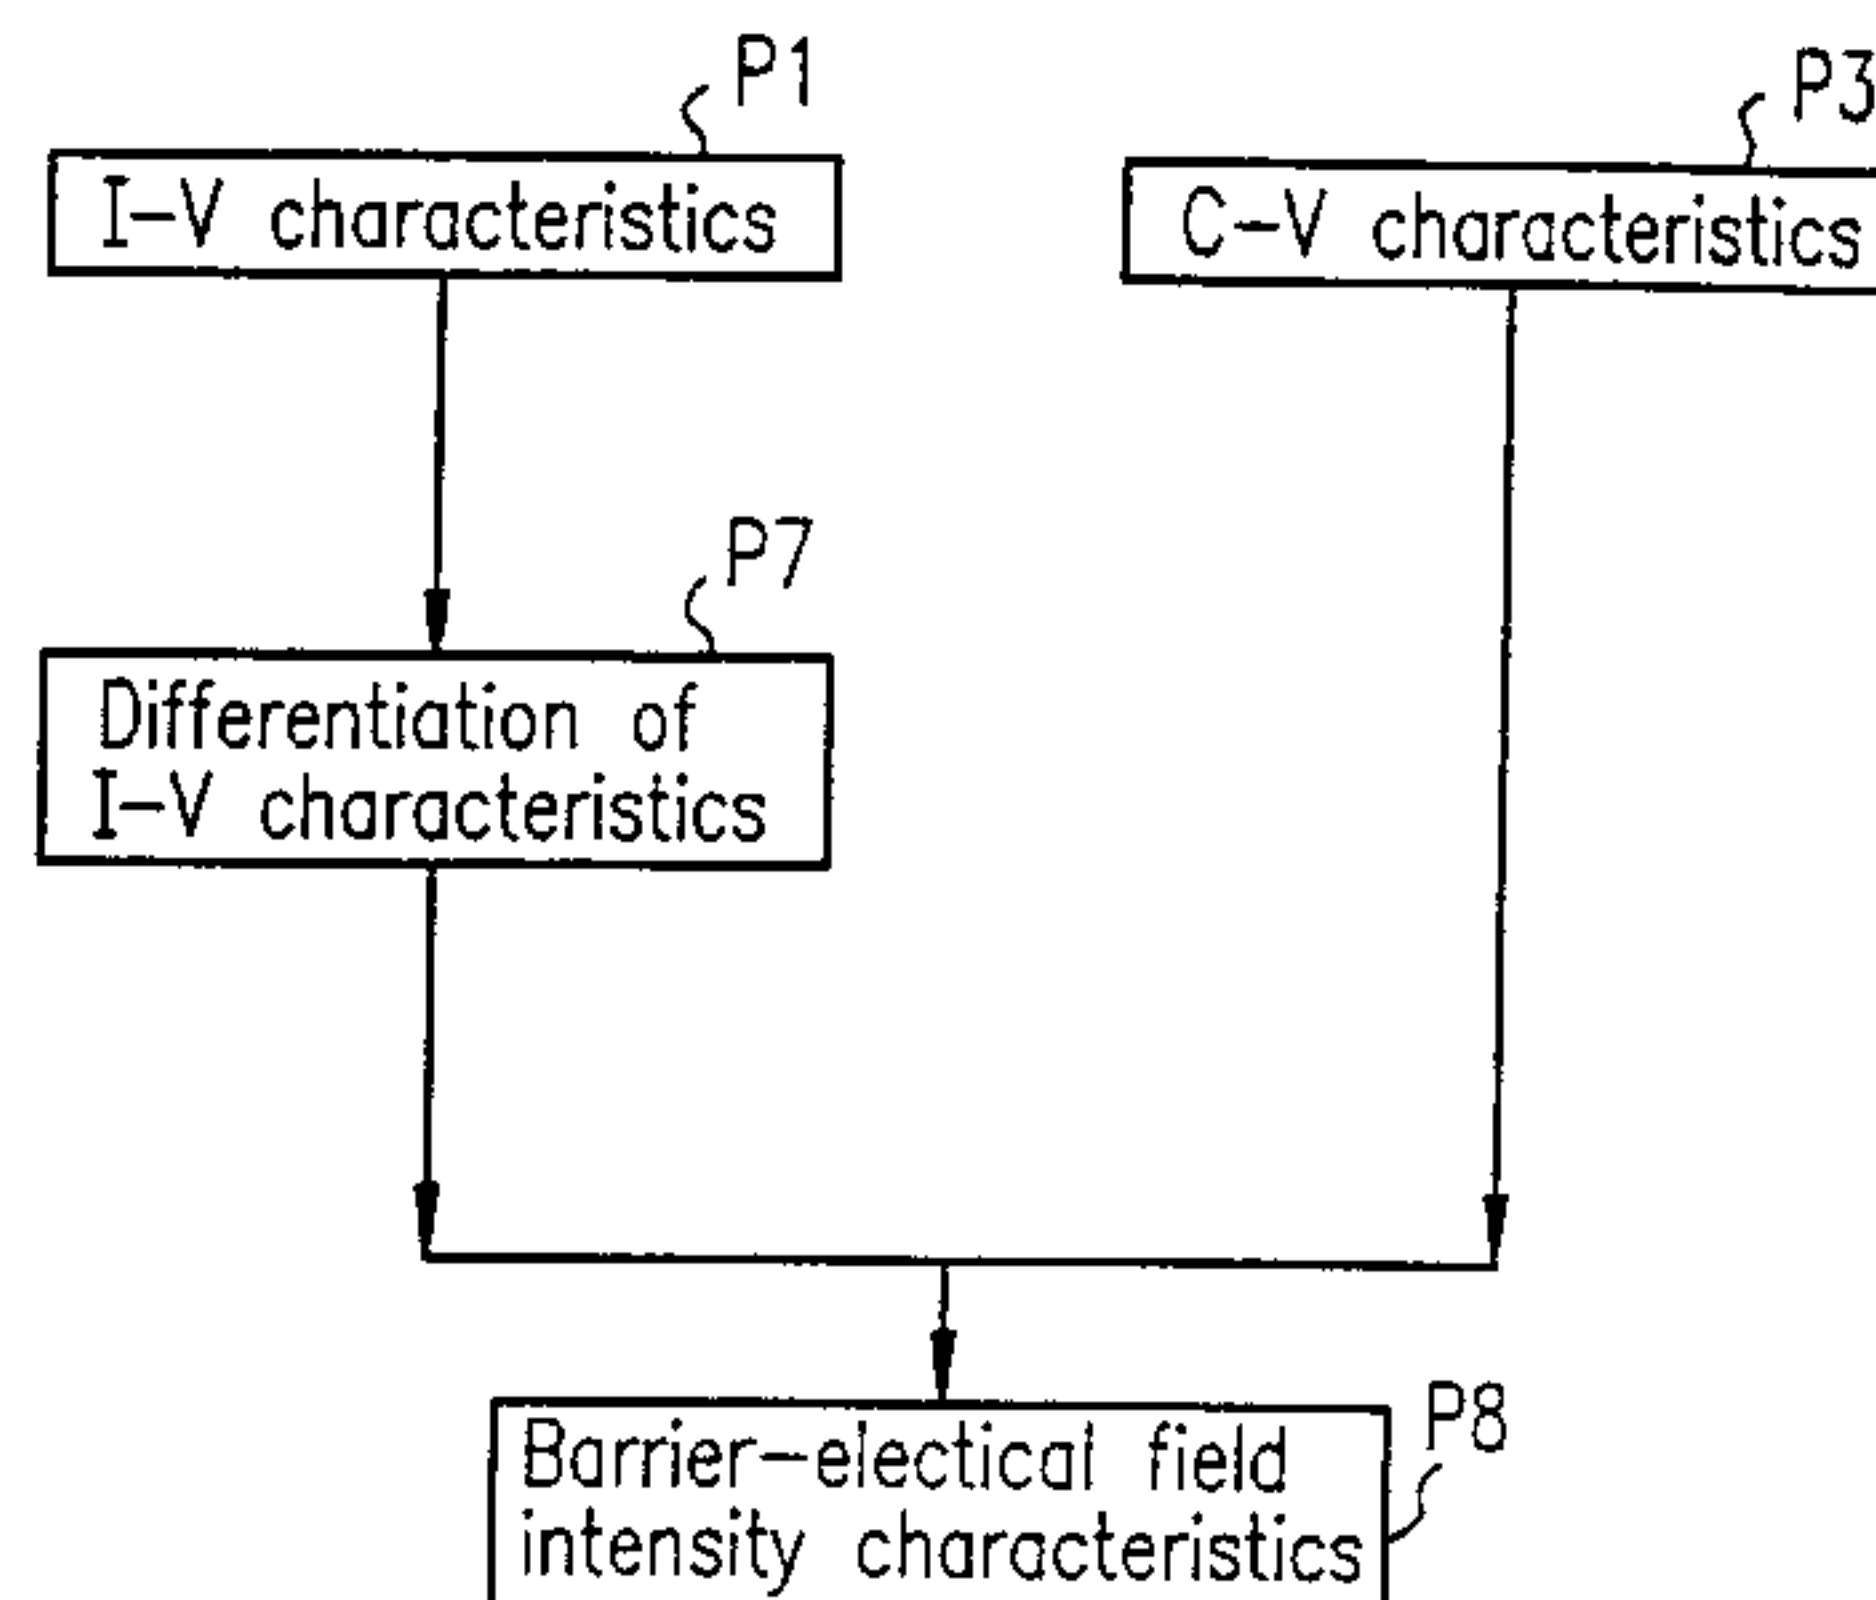 P1
I-V characteristics
P3
C-V characteristics
P7
Differentiation of
I-V characteristics
P8
Barrier-electical field
intensity characteristics